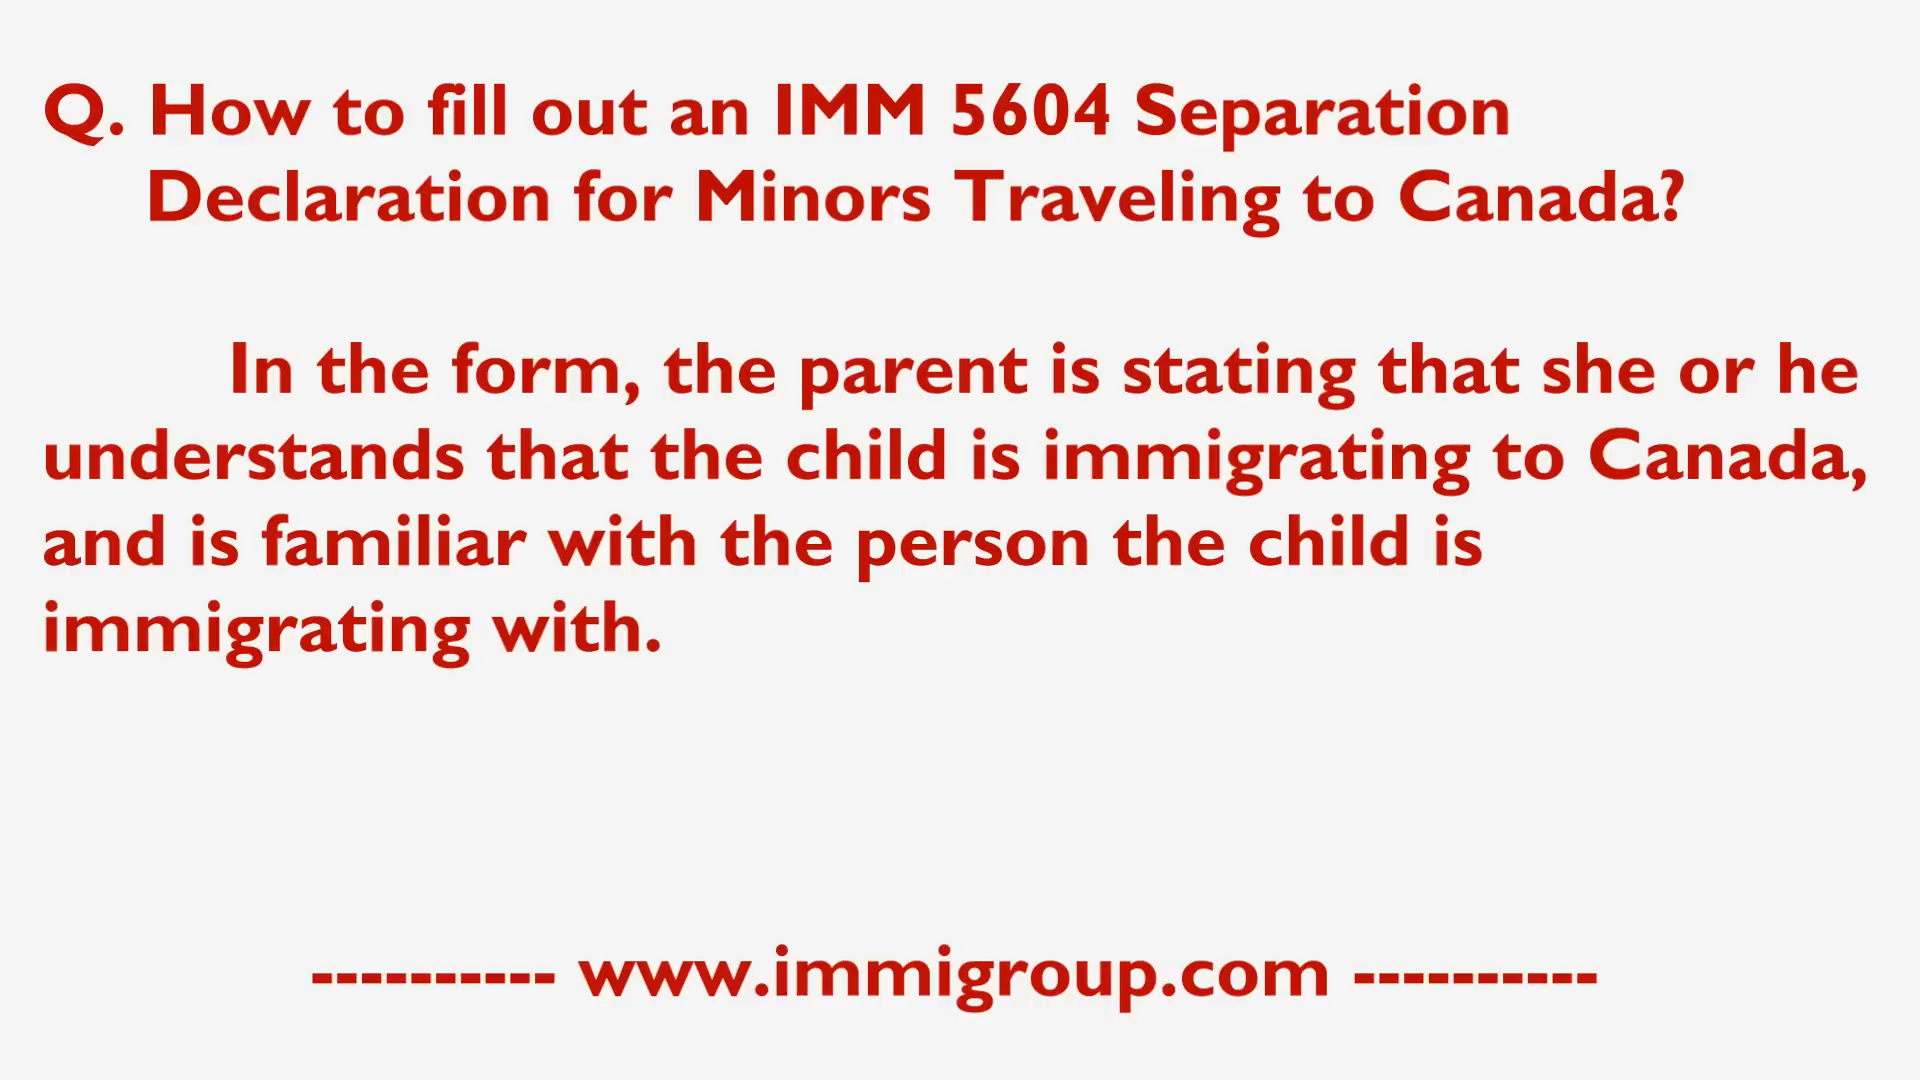 Q. How to fill out an IMM 5604 Separation
Declaration for Minors Traveling to Canada?
In the form, the parent is stating that she or he
understands that the child is immigrating to Canada,
and is familiar with the person the child is
immigrating with.
---------- www.immigroup.com ----------